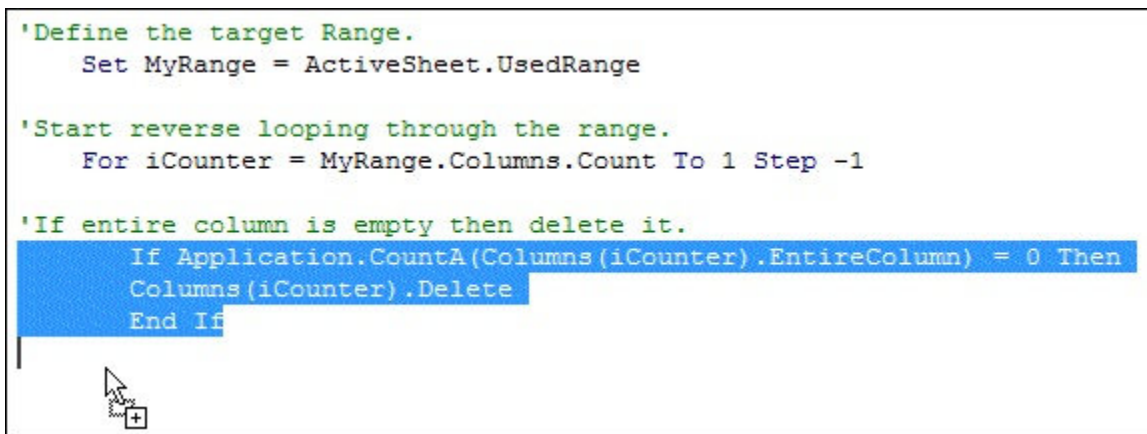 'Define the target Range.
Set MyRange = ActiveSheet.UsedRange
'Start reverse looping through the range.
For iCounter = MyRange.Columns.Count To 1 Step -1
'If entire column is empty then delete it.
If Application.CountA(Columns(iCounter).EntireColumn) = 0 Then
Columns(iCounter).Delete
End If